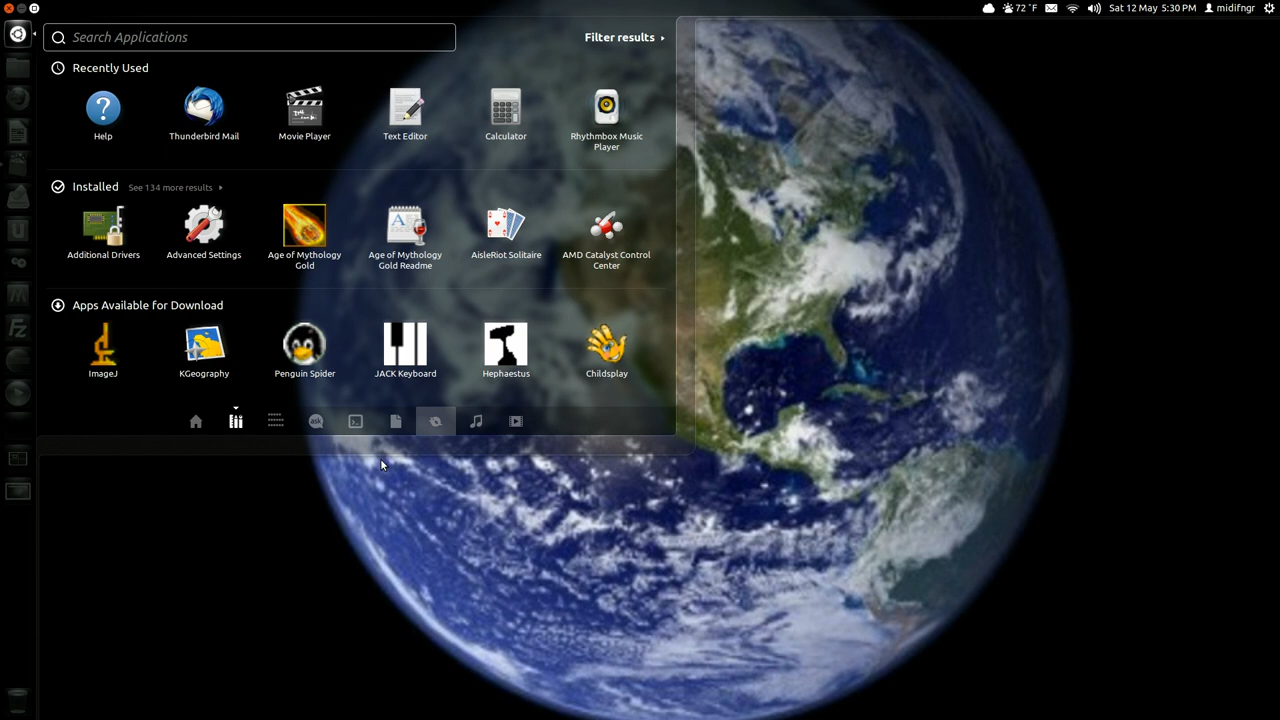 72 °F
Sat 12 May 5:30 PM
midifngr
Search Applications
Filter results
Recently Used
Help
Thunderbird Mail
Movie Player
Text Editor
Calculator
Rhythmbox Music
Player
Installed
See 134 more results
Additional Drivers
Advanced Settings
Age of Mythology
Gold
Age of Mythology
Gold Readme
AisleRiot Solitaire
AMD Catalyst Control
Center
Apps Available for Download
ImageJ
KGeography
Penguin Spider
JACK Keyboard
Hephaestus
Childsplay
ask